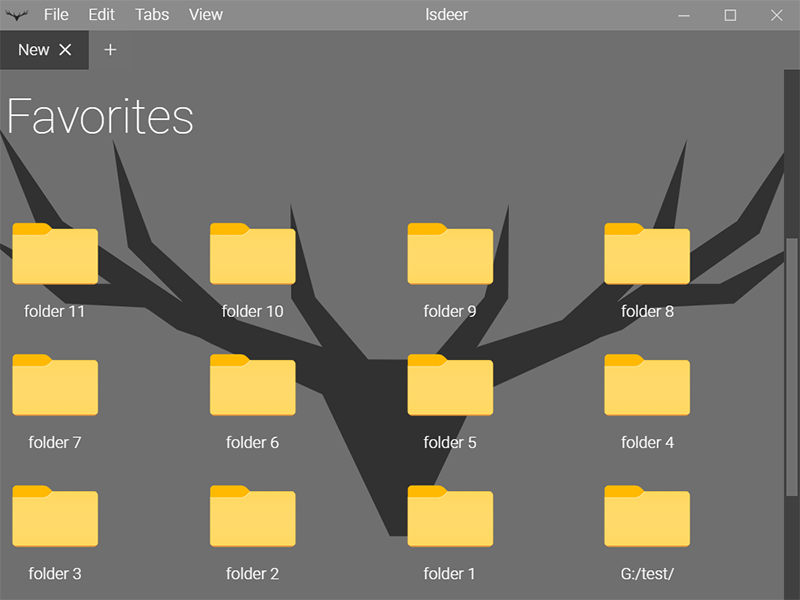 File Edit Tabs View lsdeer
New
Favorites
folder 11 folder 10 folder 9 folder 8
folder 7 folder 6 folder 5 folder 4
folder 3 folder 2 folder 1 G:/test/